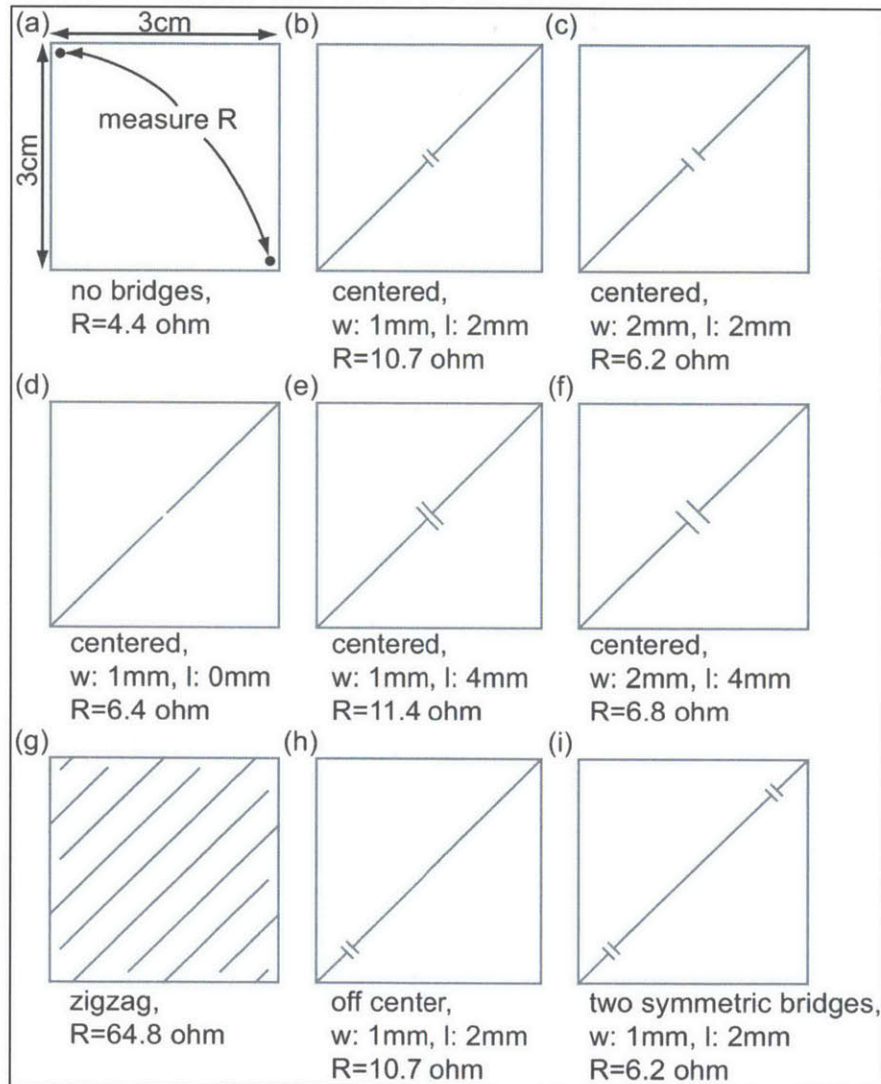 (a)
3cm
3cm
measure R
no bridges,
R=4.4 ohm
(b)
centered,
w: 1mm, l: 2mm
R=10.7 ohm
(c)
centered,
w: 2mm, l: 2mm
R=6.2 ohm
(d)
centered,
w: 1mm, l: 0mm
R=6.4 ohm
(e)
centered,
w: 1mm, l: 4mm
R=11.4 ohm
(f)
centered,
w: 2mm, l: 4mm
R=6.8 ohm
(g)
zigzag,
R=64.8 ohm
(h)
off center,
w: 1mm, l: 2mm
R=10.7 ohm
(i)
two symmetric bridges,
w: 1mm, l: 2mm
R=6.2 ohm